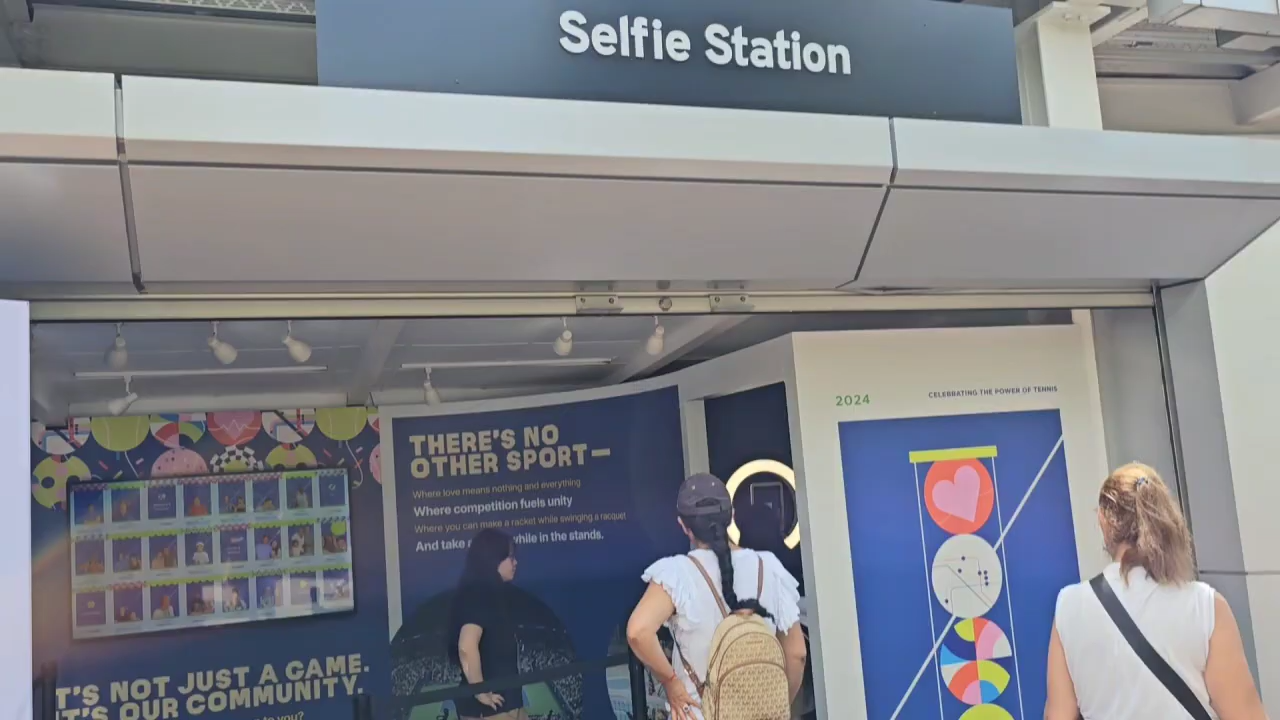 Selfie Station
2024
CELEBRATING THE POWER OF TENNIS
THERE'S NO
OTHER SPORT—
Where love means nothing and everything
Where competition fuels unity
Where you can make a racket while swinging a racquet
And take while in the stands.
T'S NOT JUST A GAME.
T'S OUR COMMUNITY.
to you?